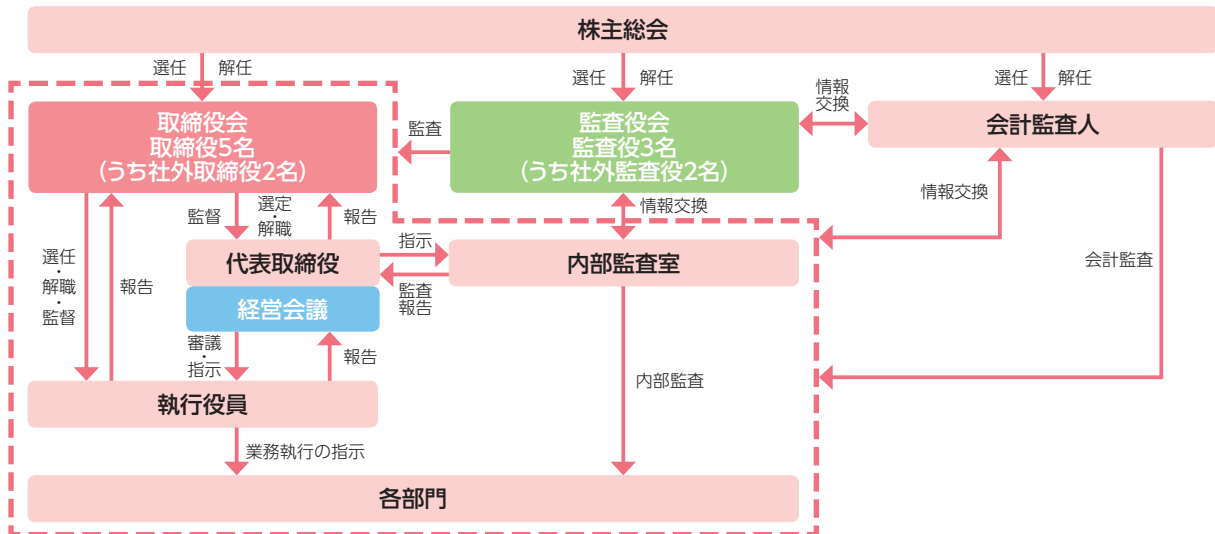 株主総会
選任
解任
選任
解任
選任
解任
取締役会
取締役5名
(うち社外取締役2名)
監査
監査役会
監査役3名
(うち社外監査役2名)
情報
交換
会計監査人
監督
選定
・
解職
報告
情報交換
情報交換
選任
・
解職
・
監督
報告
代表取締役
指示
監査
報告
内部監査室
会計監査
経営会議
審議
・
指示
報告
内部監査
執行役員
業務執行の指示
各部門